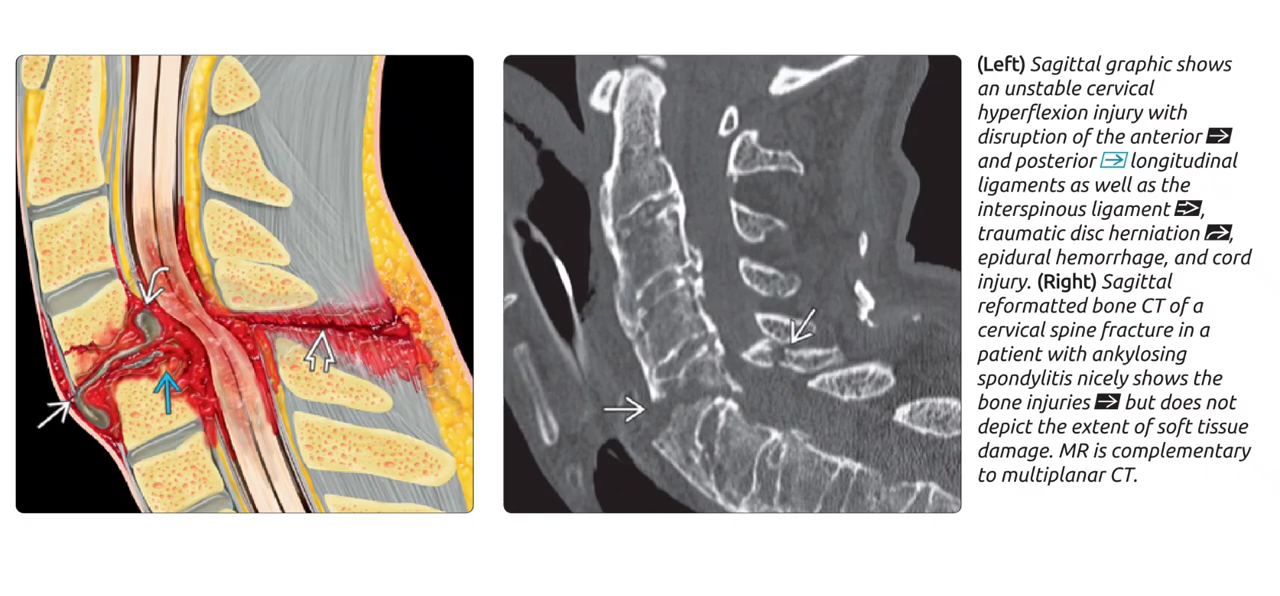 (Left) Sagittal graphic shows
an unstable cervical
hyperflexion injury with
disruption of the anterior
and posterior longitudinal
ligaments as well as the
interspinous ligament ,
traumatic disc herniation ,
epidural hemorrhage, and cord
injury. (Right) Sagittal
reformatted bone CT of a
cervical spine fracture in a
patient with ankylosing
spondylitis nicely shows the
bone injuries but does not
depict the extent of soft tissue
damage. MR is complementary
to multiplanar CT.